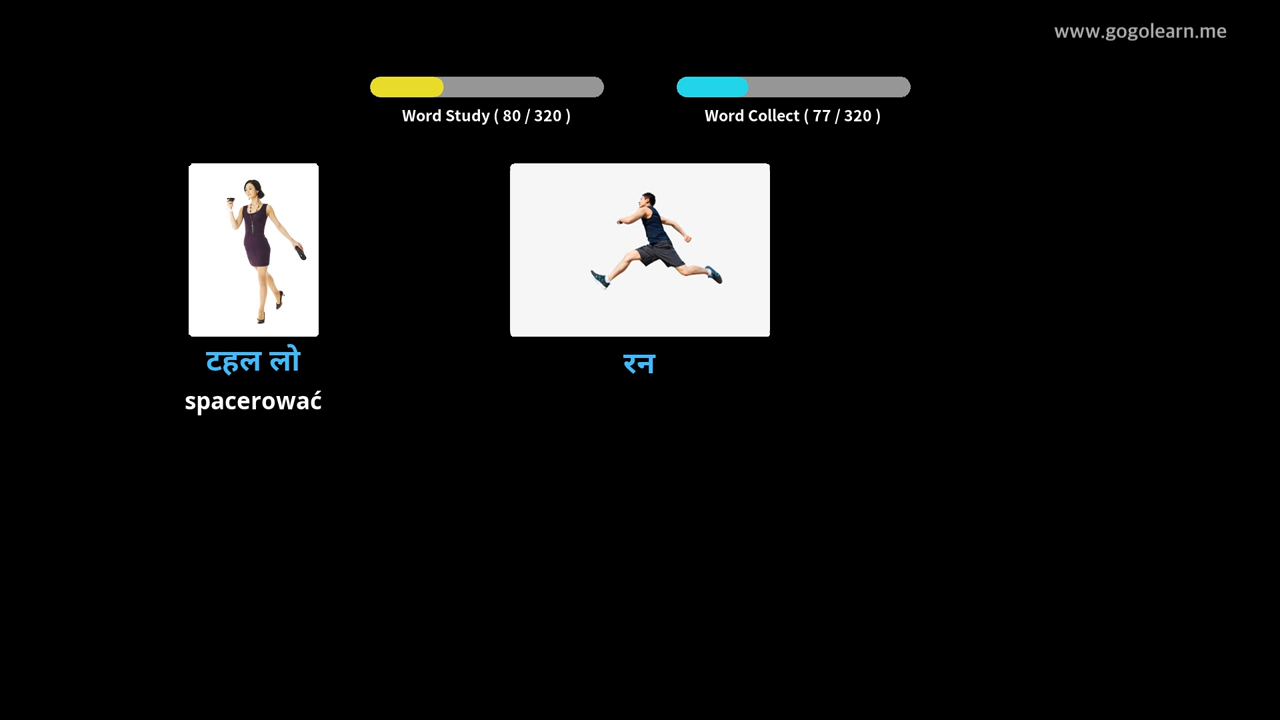 www.gogolearn.me
Word Study ( 80 / 320 )
Word Collect ( 77 / 320 )
टहल लो
spacerować
रन